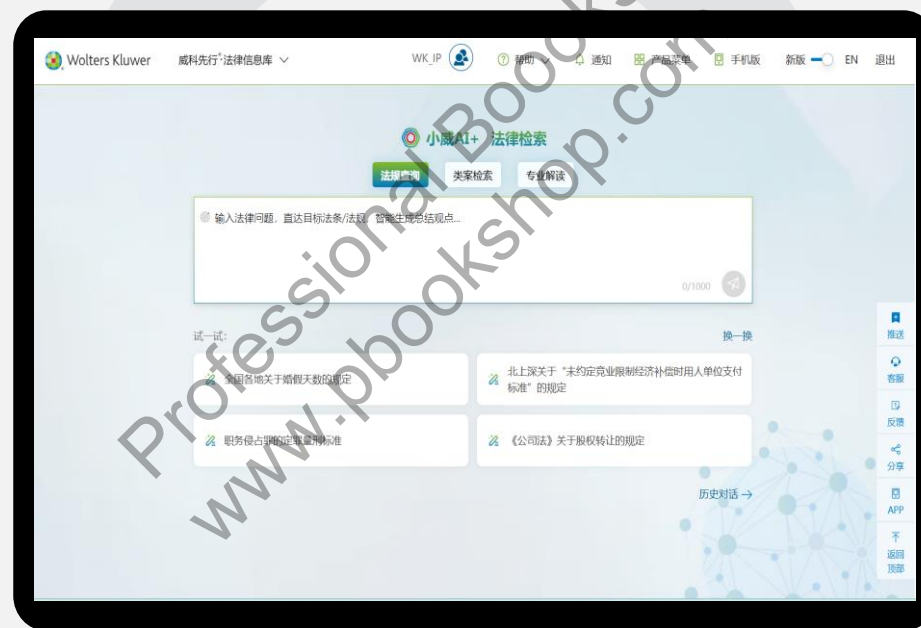 Wolters Kluwer
威科先行®法律信息库
WK_IP
帮助
通知
产品菜单
手机版
新版
EN
退出
小威AI+ 法律检索
法规查询
类案检索
专业解读
输入法律问题，直达目标法条/法规，智能生成总结观点...
0/1000
试一试：
换一换
全国各地关于婚假天数的规定
北上深关于“未约定竞业限制经济补偿时用人单位支付
标准”的规定
职务侵占罪的定罪量刑标准
《公司法》关于股权转让的规定
历史对话 →
推送
客服
反馈
分享
APP
返回
顶部
Professional Boooks
www.pbookshop.com